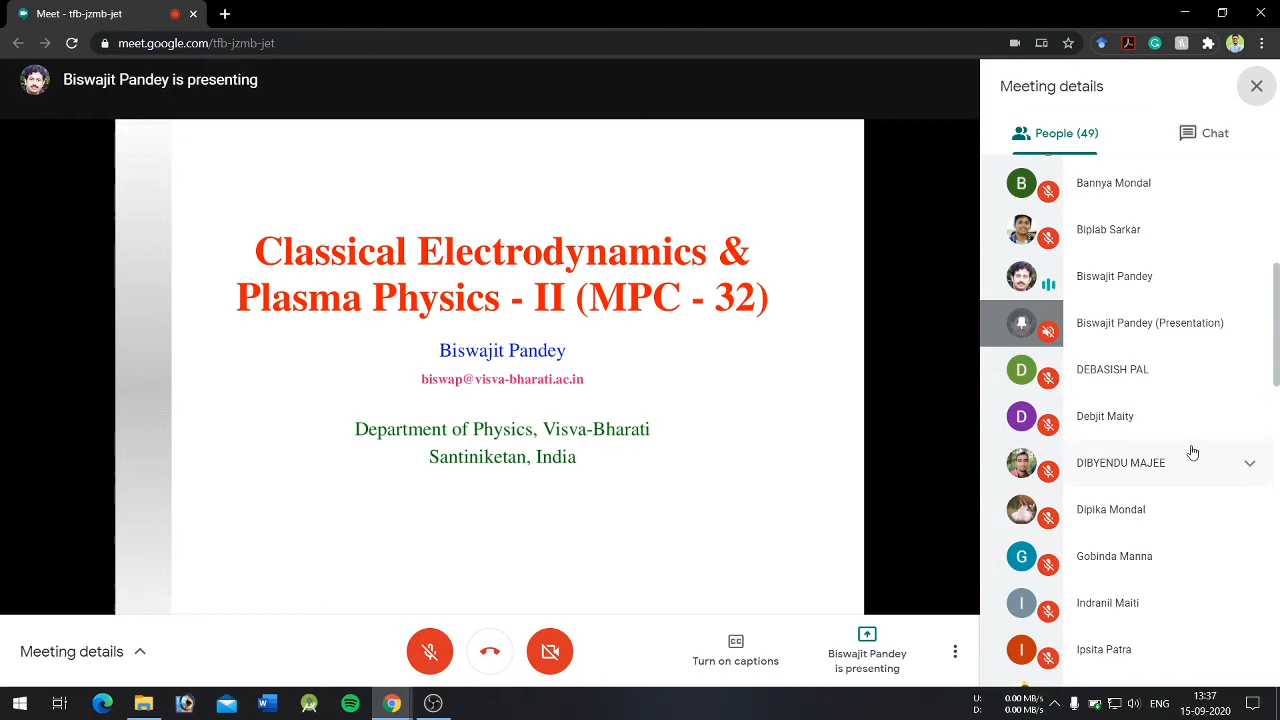 Meet - tfb-jzmb-jet
meet.google.com/tfb-jzmb-jet
Biswajit Pandey is presenting
Classical Electrodynamics &
Plasma Physics - II (MPC - 32)
Biswajit Pandey
biswap@visva-bharati.ac.in
Department of Physics, Visva-Bharati
Santiniketan, India
Meeting details
People (49)
Chat
B
Bannya Mondal
Biplab Sarkar
Biswajit Pandey
Biswajit Pandey (Presentation)
D
DEBASISH PAL
D
Debjit Maity
DIBYENDU MAJEE
Dipika Mondal
G
Gobinda Manna
I
Indranil Maiti
I
Ipsita Patra
Meeting details
CC
Turn on captions
Biswajit Pandey
is presenting
U: 0.00 MB/s
D: 0.00 MB/s
ENG
13:37
15-09-2020